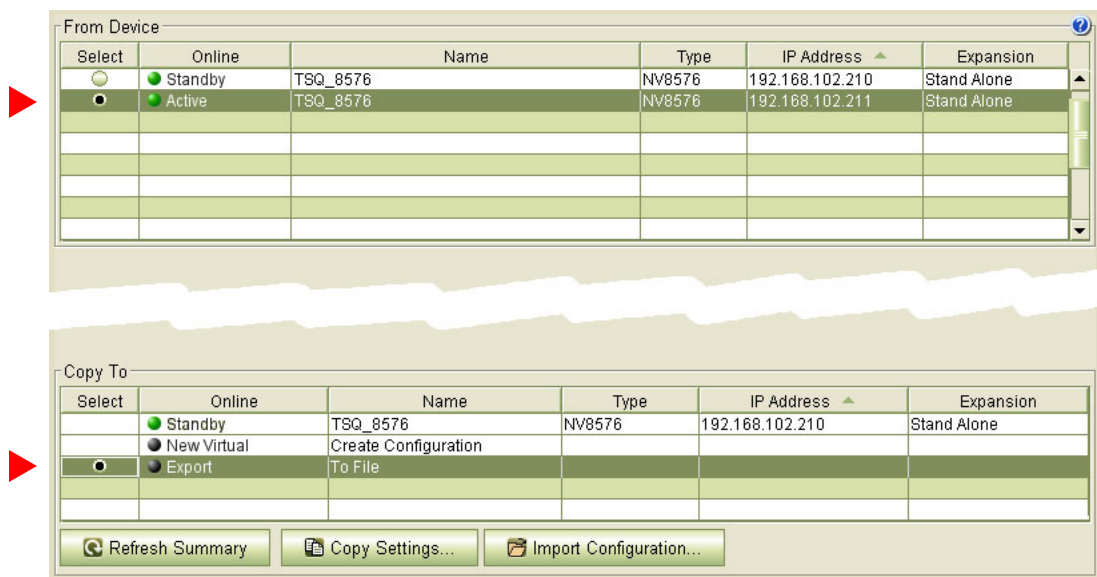 From Device
?
Select Online Name Type IP Address Expansion
Standby TSQ_8576 NV8576 192.168.102.210 Stand Alone
Active TSQ_8576 NV8576 192.168.102.211 Stand Alone
Copy To
Select Online Name Type IP Address Expansion
Standby TSQ_8576 NV8576 192.168.102.210 Stand Alone
New Virtual Create Configuration
Export To File
Refresh Summary Copy Settings... Import Configuration...